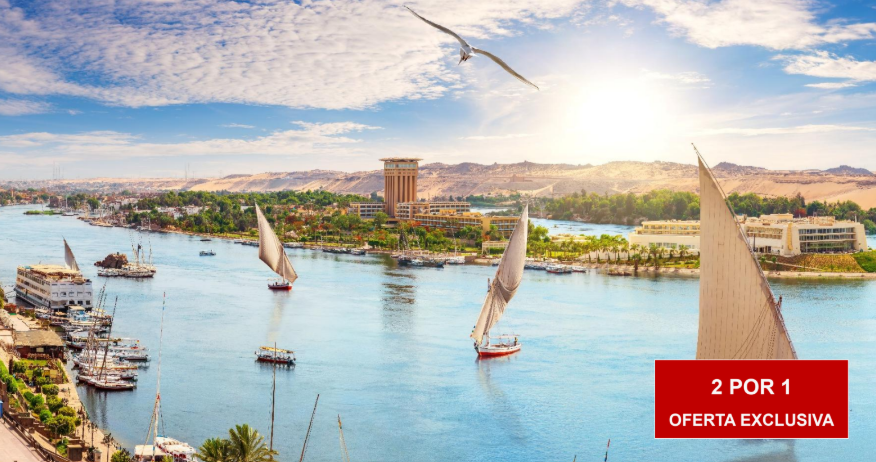 2 POR 1
OFERTA EXCLUSIVA